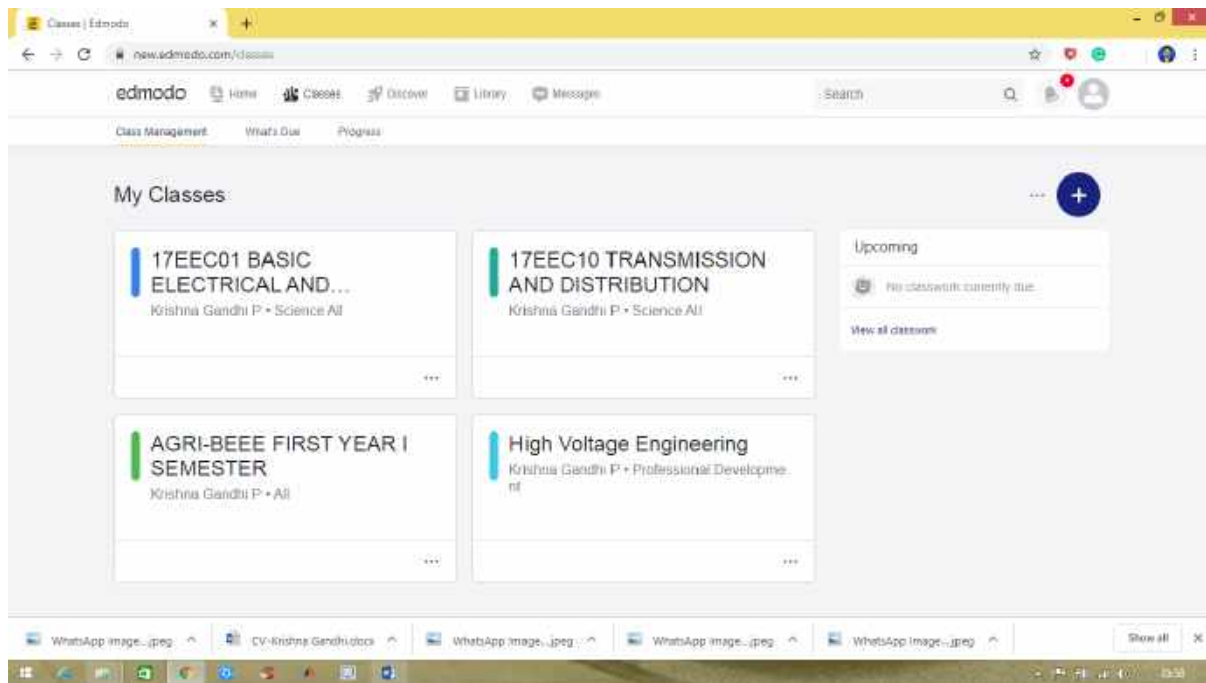 Classes | Edmodo
new.edmodo.com/classes
edmodo Home Classes Discover Library Messages Search
Class Management What's Due Progress
My Classes
17EEC01 BASIC
ELECTRICAL AND...
Krishna Gandhi P • Science All
17EEC10 TRANSMISSION
AND DISTRIBUTION
Krishna Gandhi P • Science All
Upcoming
No classwork currently due.
View all classwork
AGRI-BEEE FIRST YEAR I
SEMESTER
Krishna Gandhi P • All
High Voltage Engineering
Krishna Gandhi P • Professional Developme
nt
WhatsApp Image...jpeg CV-Krishna Gandhi.docx WhatsApp Image...jpeg WhatsApp Image...jpeg WhatsApp Image...jpeg Show all